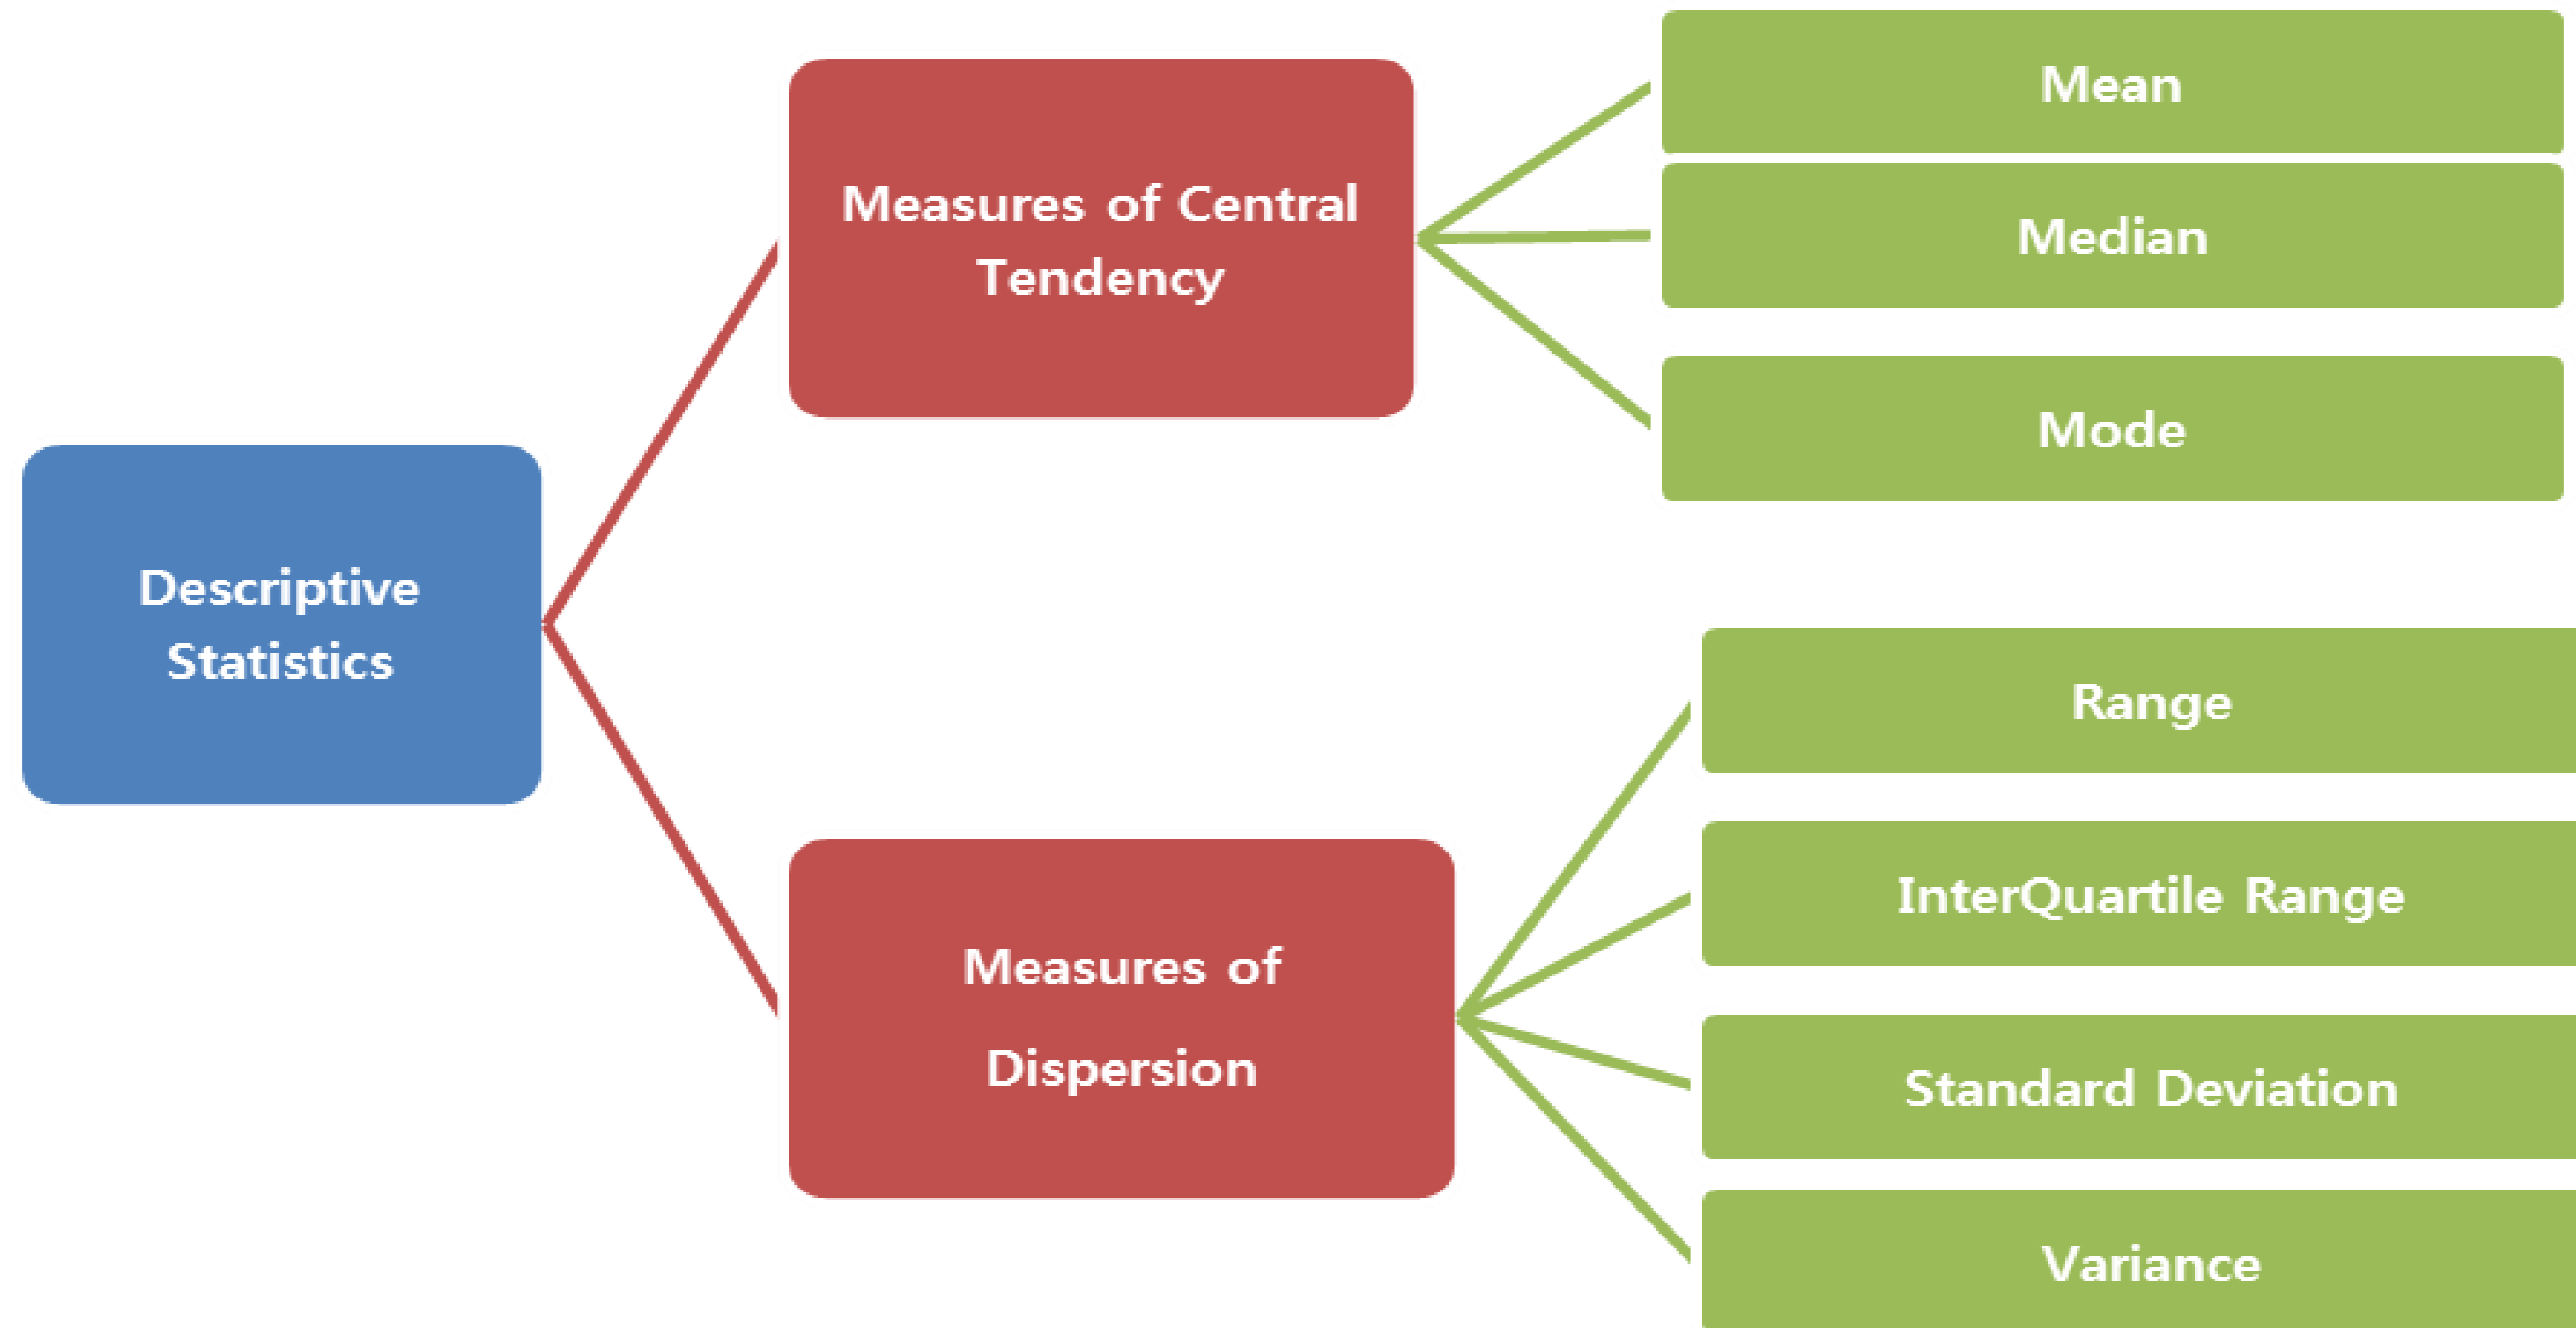 Descriptive
Statistics
Measures of Central
Tendency
Mean
Median
Mode
Measures of
Dispersion
Range
InterQuartile Range
Standard Deviation
Variance